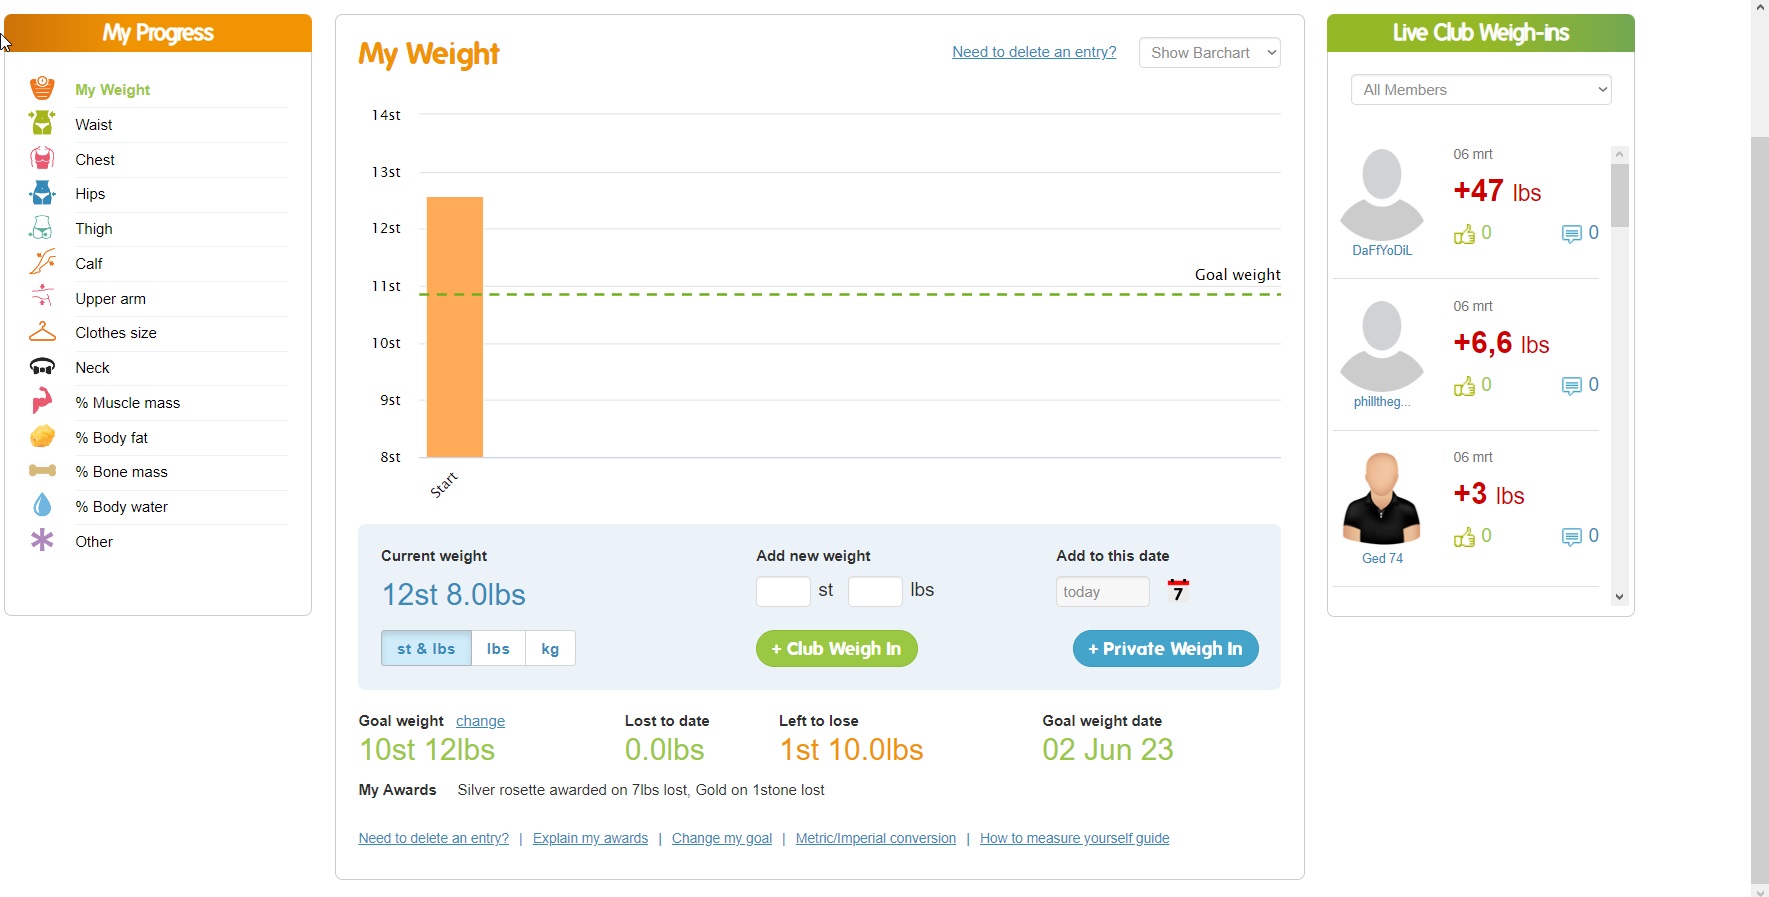 My Progress
My Weight
Waist
Chest
Hips
Thigh
Calf
Upper arm
Clothes size
Neck
% Muscle mass
% Body fat
% Bone mass
% Body water
Other
My Weight
Need to delete an entry?
Show Barchart
14st
13st
12st
11st
10st
9st
8st
Goal weight
Start
Current weight
12st 8.0lbs
st & lbs lbs kg
Add new weight
st lbs
+ Club Weigh In
Add to this date
today
7
+ Private Weigh In
Goal weight change
10st 12lbs
Lost to date
0.0lbs
Left to lose
1st 10.0lbs
Goal weight date
02 Jun 23
My Awards Silver rosette awarded on 7lbs lost, Gold on 1stone lost
Need to delete an entry? | Explain my awards | Change my goal | Metric/Imperial conversion | How to measure yourself guide
Live Club Weigh-ins
All Members
06 mrt
+47 lbs
0 0
DaFfYoDiL
06 mrt
+6,6 lbs
0 0
philltheg...
06 mrt
+3 lbs
0 0
Ged 74